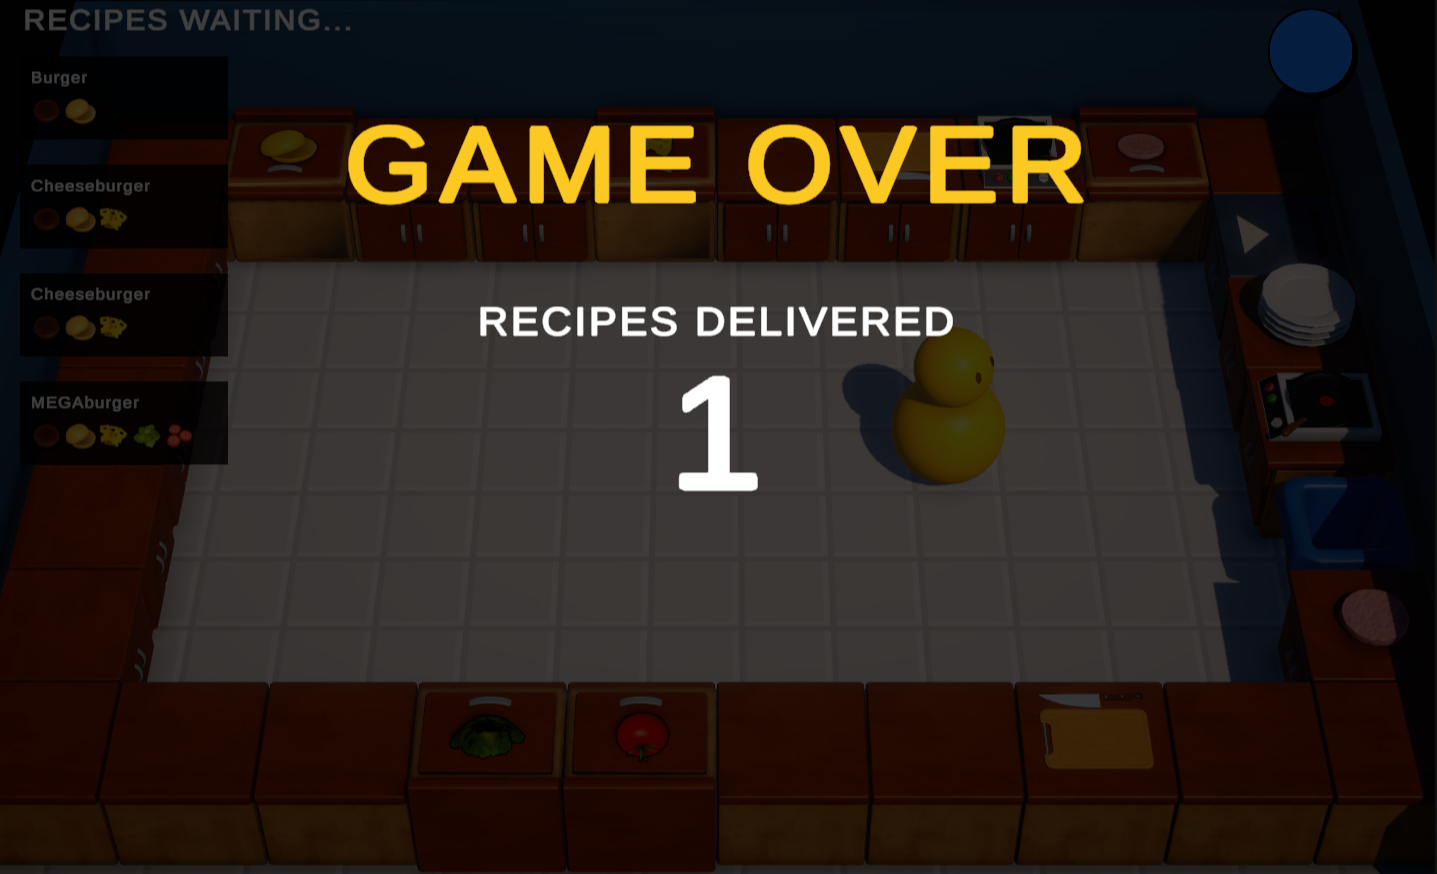 RECIPES WAITING...
Burger
Cheeseburger
Cheeseburger
MEGAburger
GAME OVER
RECIPES DELIVERED
1